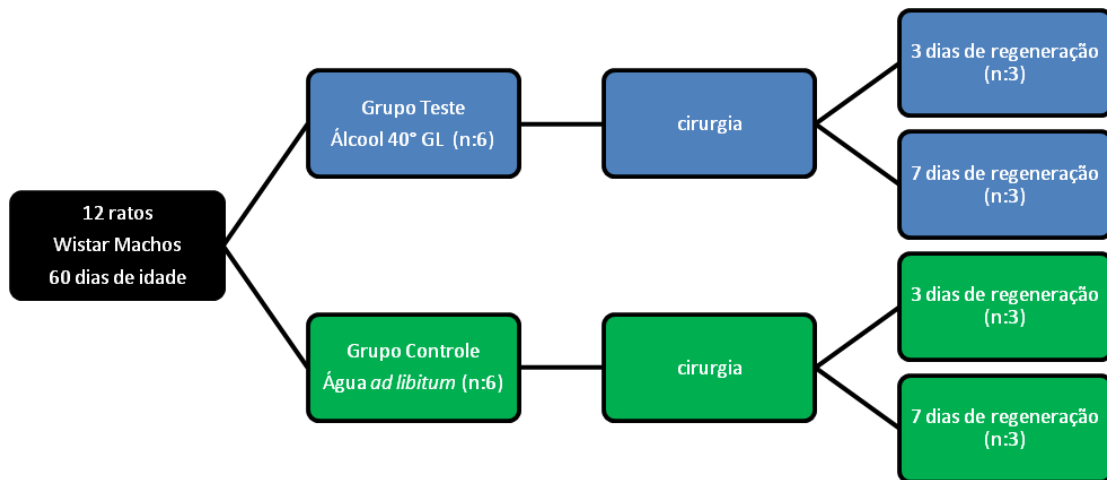 12 ratos
Wistar Machos
60 dias de idade
Grupo Teste
Álcool 40° GL (n:6)
cirurgia
3 dias de regeneração
(n:3)
7 dias de regeneração
(n:3)
Grupo Controle
Água ad libitum (n:6)
cirurgia
3 dias de regeneração
(n:3)
7 dias de regeneração
(n:3)